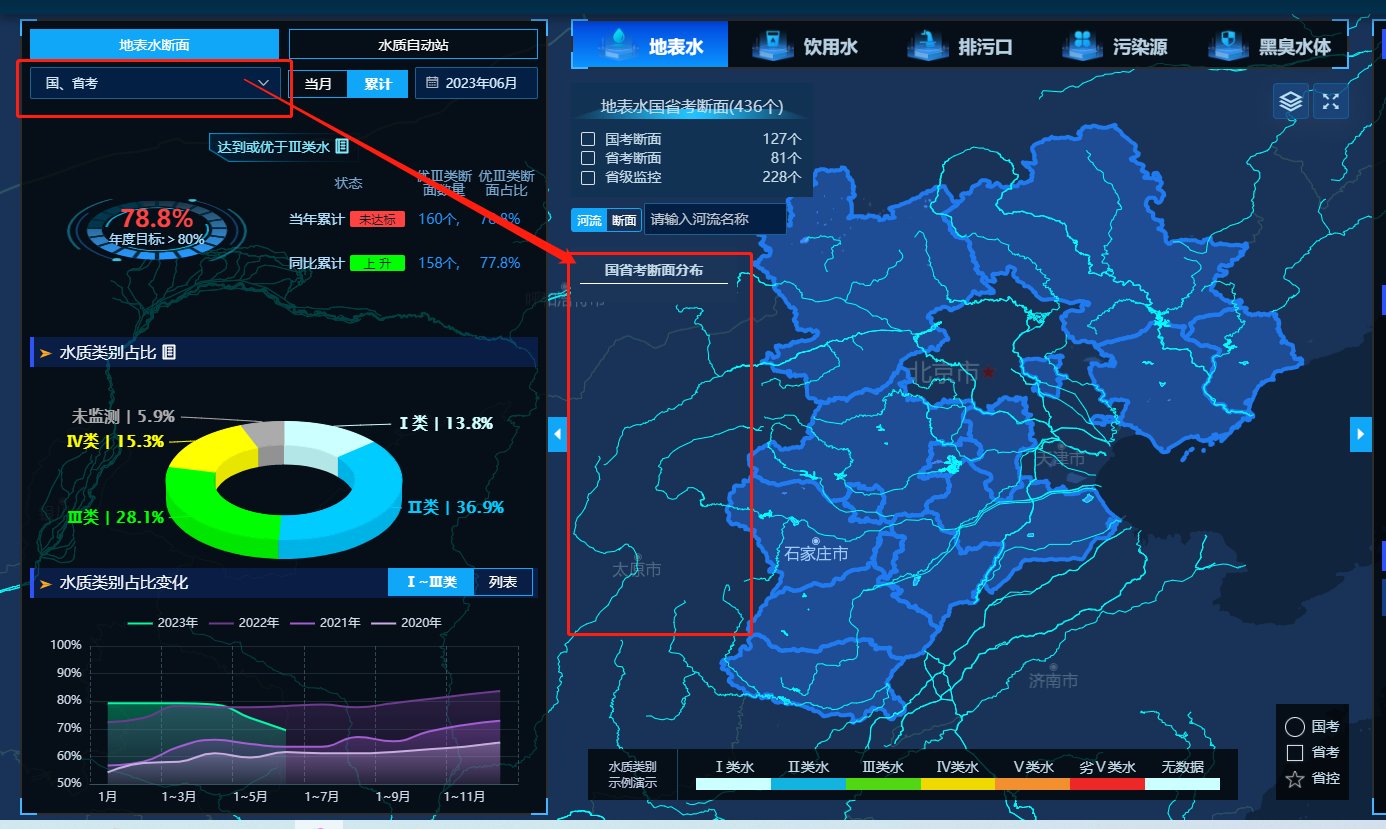 地表水断面
水质自动站
国、省考
当月
累计
2023年06月
达到或优于Ⅲ类水
状态
优Ⅲ类断
面数量
优Ⅲ类断
面占比
78.8%
年度目标: > 80%
当年累计
未达标
160个,
78.8%
同比累计
上 升
158个,
77.8%
水质类别占比
未监测 | 5.9%
Ⅰ 类 | 13.8%
Ⅳ类 | 15.3%
Ⅱ类 | 36.9%
Ⅲ类 | 28.1%
水质类别占比变化
Ⅰ ~Ⅲ类
列表
2023年
2022年
2021年
2020年
100%
90%
80%
70%
60%
50%
1月
1~3月
1~5月
1~7月
1~9月
1~11月
地表水
饮用水
排污口
污染源
黑臭水体
地表水国省考断面(436个)
国考断面 127个
省考断面 81个
省级监控 228个
河流
断面
请输入河流名称
国省考断面分布
北京市
天津市
石家庄市
太原市
济南市
国考
省考
省控
水质类别
示例演示
Ⅰ 类水
Ⅱ类水
Ⅲ类水
Ⅳ类水
Ⅴ类水
劣Ⅴ类水
无数据